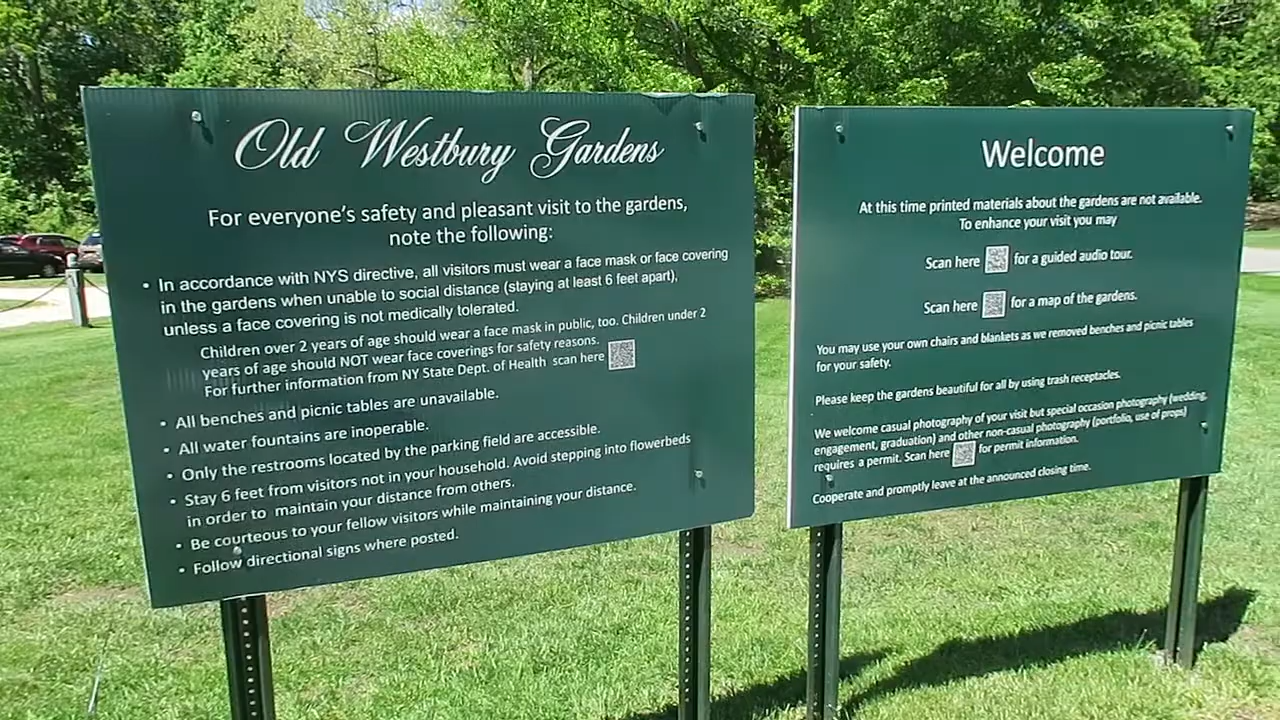 Old Westbury Gardens
For everyone's safety and pleasant visit to the gardens,
note the following:
• In accordance with NYS directive, all visitors must wear a face mask or face covering
in the gardens when unable to social distance (staying at least 6 feet apart),
unless a face covering is not medically tolerated.
Children over 2 years of age should wear a face mask in public, too. Children under 2
years of age should NOT wear face coverings for safety reasons.
For further information from NY State Dept. of Health scan here
• All benches and picnic tables are unavailable.
• All water fountains are inoperable.
• Only the restrooms located by the parking field are accessible.
• Stay 6 feet from visitors not in your household. Avoid stepping into flowerbeds
in order to maintain your distance from others.
• Be courteous to your fellow visitors while maintaining your distance.
• Follow directional signs where posted.
Welcome
At this time printed materials about the gardens are not available.
To enhance your visit you may
Scan here for a guided audio tour.
Scan here for a map of the gardens.
You may use your own chairs and blankets as we removed benches and picnic tables
for your safety.
Please keep the gardens beautiful for all by using trash receptacles.
We welcome casual photography of your visit but special occasion photography (wedding,
engagement, graduation) and other non-casual photography (portfolio, use of props)
requires a permit. Scan here for permit information.
Cooperate and promptly leave at the announced closing time.